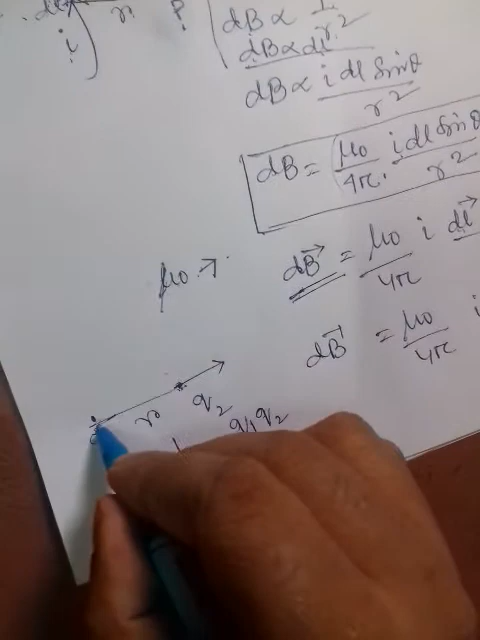 dl r ?
i
dB ∝ 1/r²
dB ∝ dl
dB ∝ i dl Sinθ / r²
dB = μ₀/4π · i dl Sinθ / r²
μ₀ →
dB⃗ = μ₀/4π i dl⃗
dB⃗ = μ₀/4π i
r q₂
q₁q₂